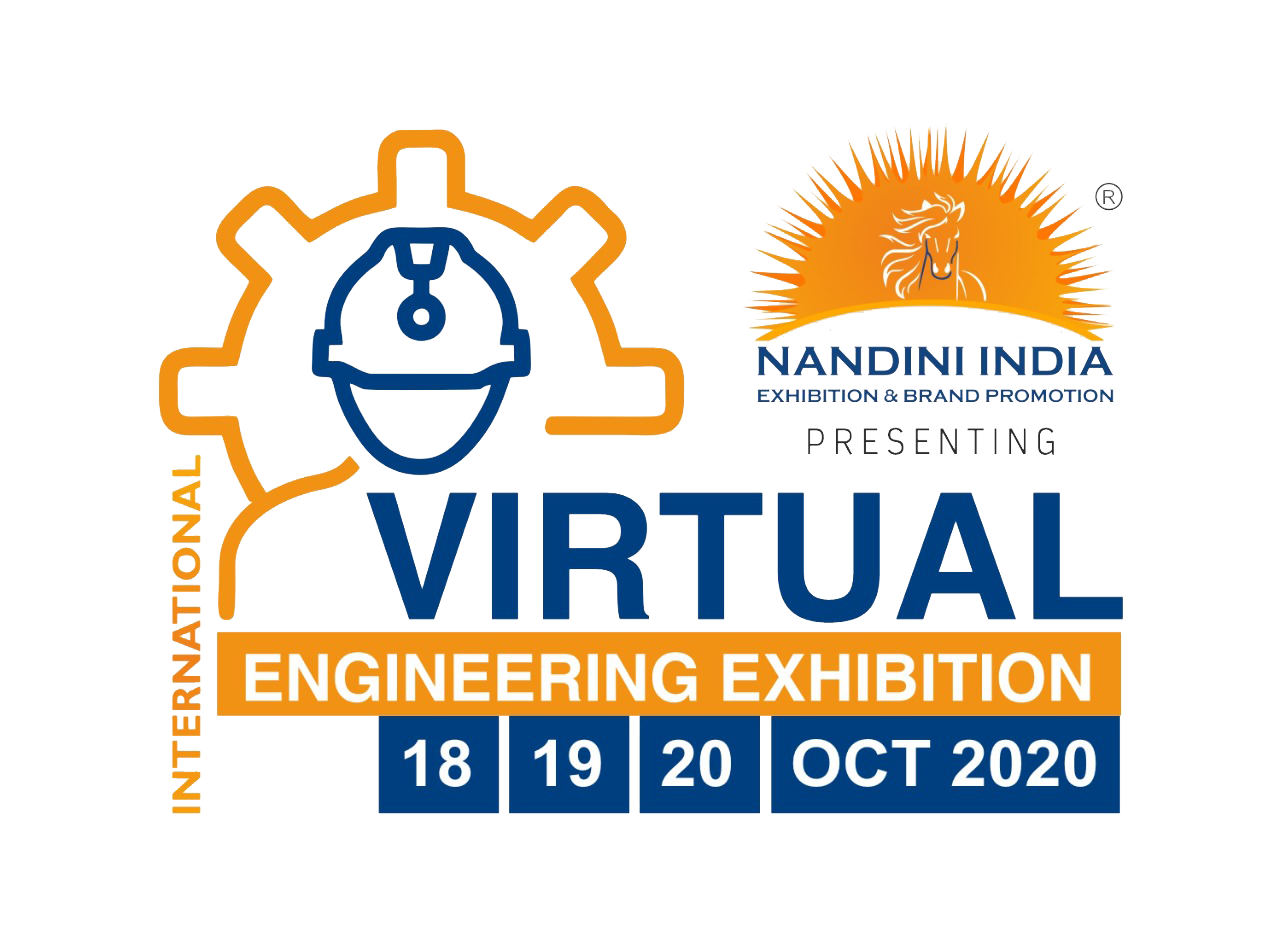 ®
NANDINI INDIA
EXHIBITION & BRAND PROMOTION
PRESENTING
INTERNATIONAL
VIRTUAL
ENGINEERING EXHIBITION
18 19 20 OCT 2020